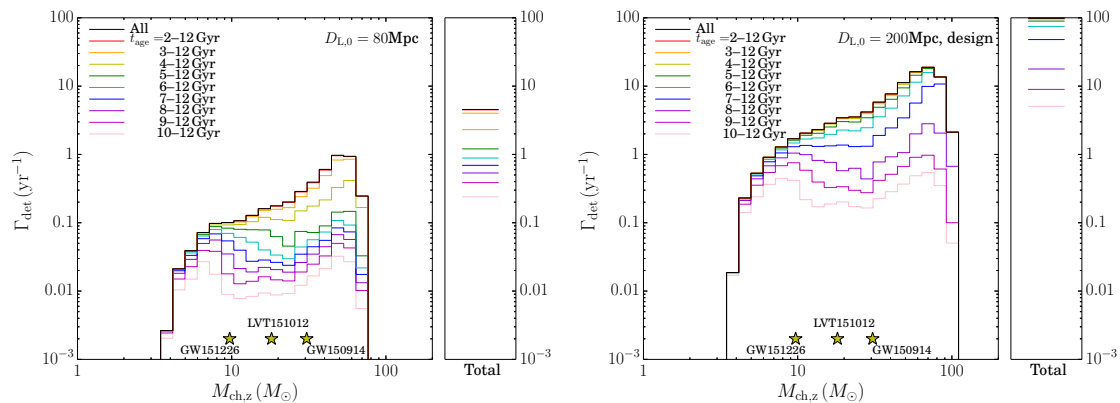 All
t_age = 2–12 Gyr
3–12 Gyr
4–12 Gyr
5–12 Gyr
6–12 Gyr
7–12 Gyr
8–12 Gyr
9–12 Gyr
10–12 Gyr
D_L,0 = 80Mpc
Γ_det (yr⁻¹)
100
10
1
0.1
0.01
10⁻³
LVT151012
GW151226
GW150914
1
10
100
M_ch,z (M_⊙)
100
10
1
0.1
0.01
10⁻³
Total
All
t_age = 2–12 Gyr
3–12 Gyr
4–12 Gyr
5–12 Gyr
6–12 Gyr
7–12 Gyr
8–12 Gyr
9–12 Gyr
10–12 Gyr
D_L,0 = 200Mpc, design
Γ_det (yr⁻¹)
100
10
1
0.1
0.01
10⁻³
LVT151012
GW151226
GW150914
1
10
100
M_ch,z (M_⊙)
100
10
1
0.1
0.01
10⁻³
Total